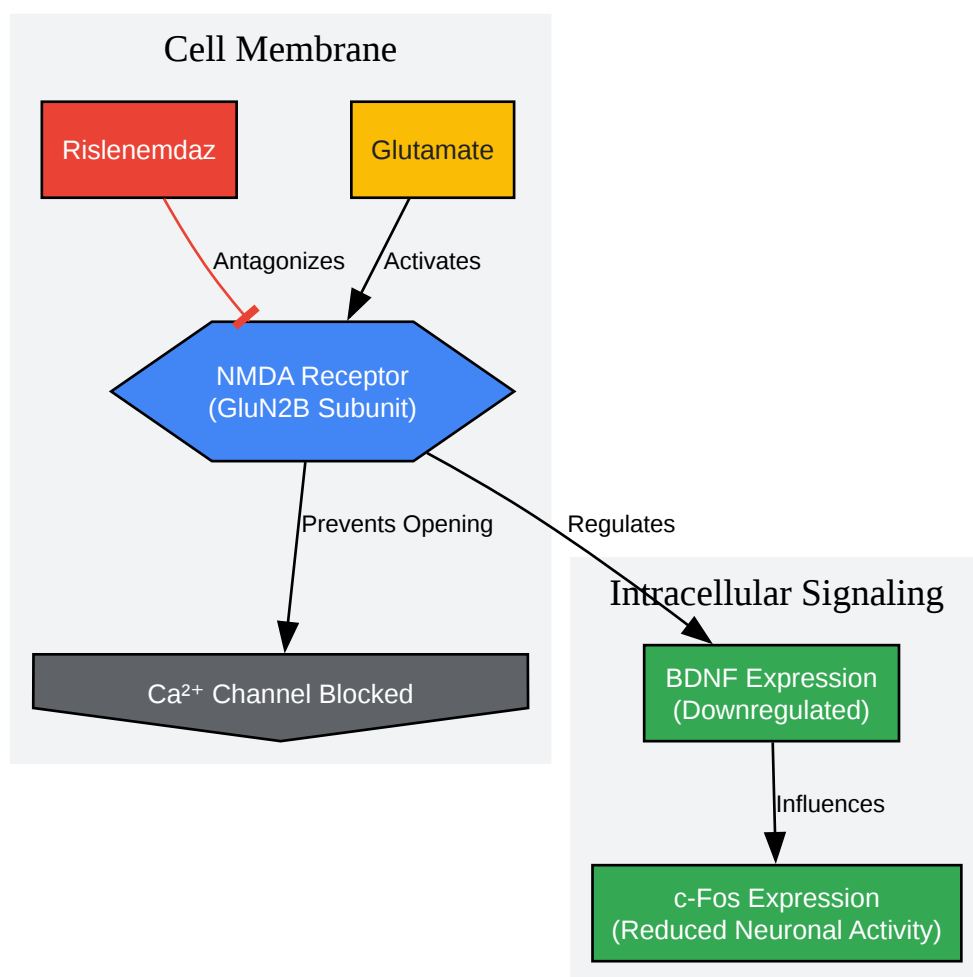 Cell Membrane
Rislenemdaz
Glutamate
Antagonizes
Activates
NMDA Receptor
(GluN2B Subunit)
Prevents Opening
Regulates
Intracellular Signaling
Ca²⁺ Channel Blocked
BDNF Expression
(Downregulated)
Influences
c-Fos Expression
(Reduced Neuronal Activity)